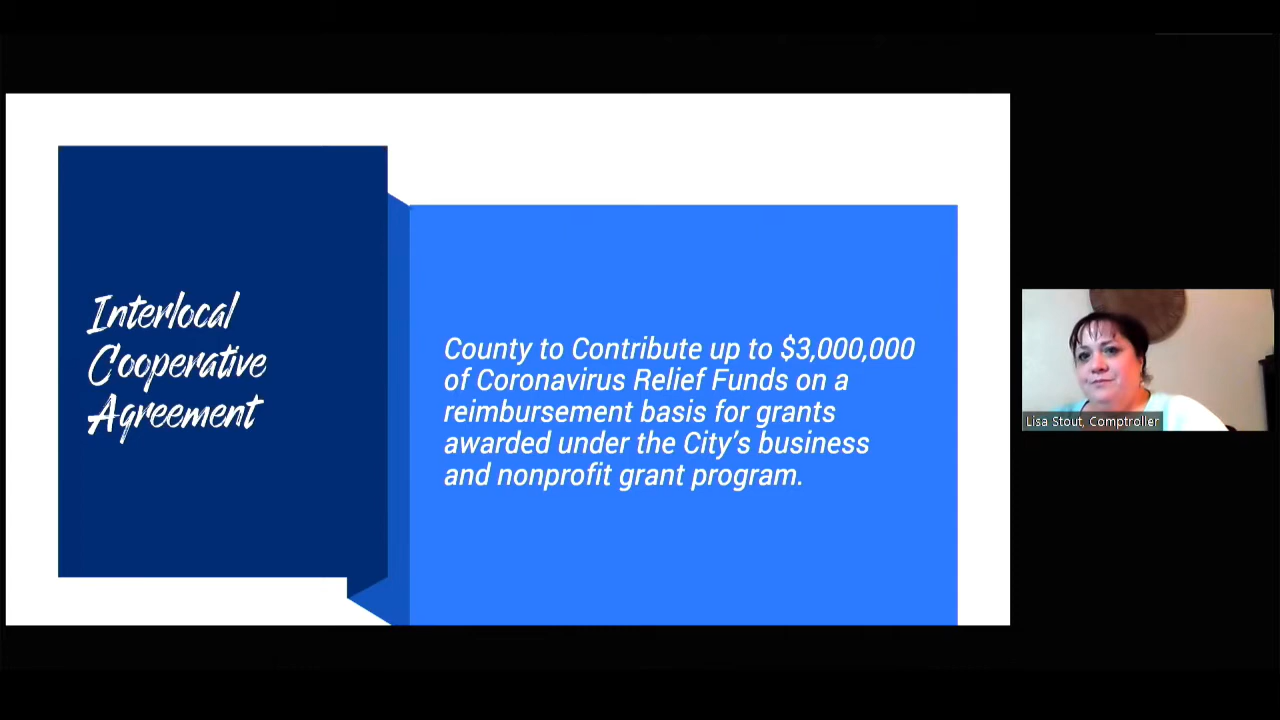 Interlocal
Cooperative
Agreement
County to Contribute up to $3,000,000
of Coronavirus Relief Funds on a
reimbursement basis for grants
awarded under the City's business
and nonprofit grant program.
Lisa Stout, Comptroller